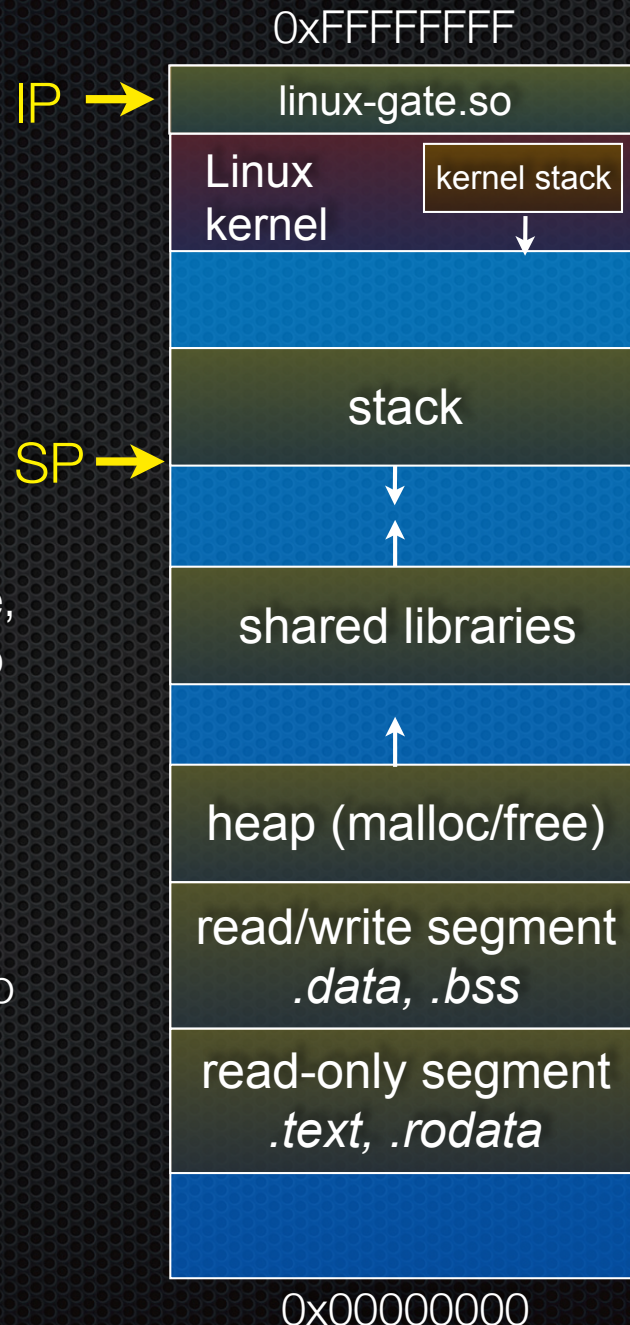 0xFFFFFFFF
IP
linux-gate.so
Linux
kernel
kernel stack
stack
SP
shared libraries
heap (malloc/free)
read/write segment
.data, .bss
read-only segment
.text, .rodata
0x00000000